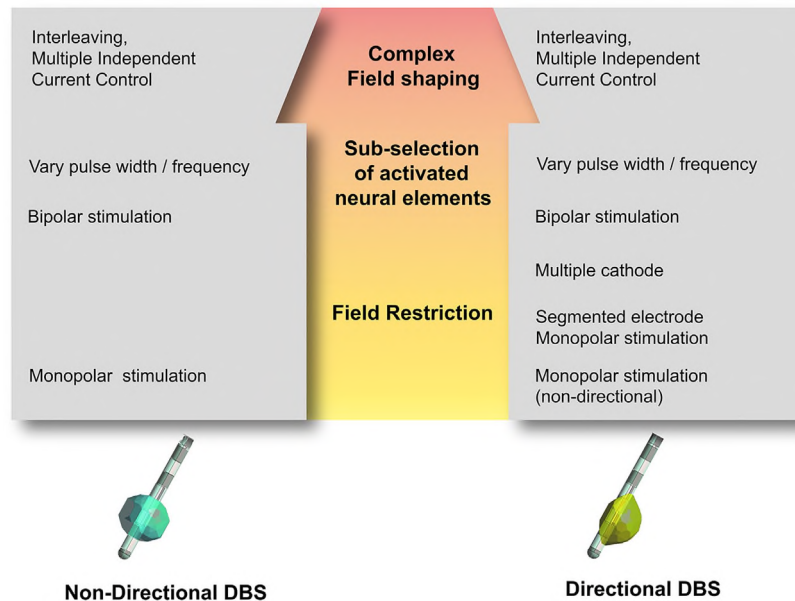 Interleaving,
Multiple Independent
Current Control
Vary pulse width / frequency
Bipolar stimulation
Monopolar stimulation
Complex
Field shaping
Sub-selection
of activated
neural elements
Field Restriction
Interleaving,
Multiple Independent
Current Control
Vary pulse width / frequency
Bipolar stimulation
Multiple cathode
Segmented electrode
Monopolar stimulation
Monopolar stimulation
(non-directional)
Non-Directional DBS
Directional DBS